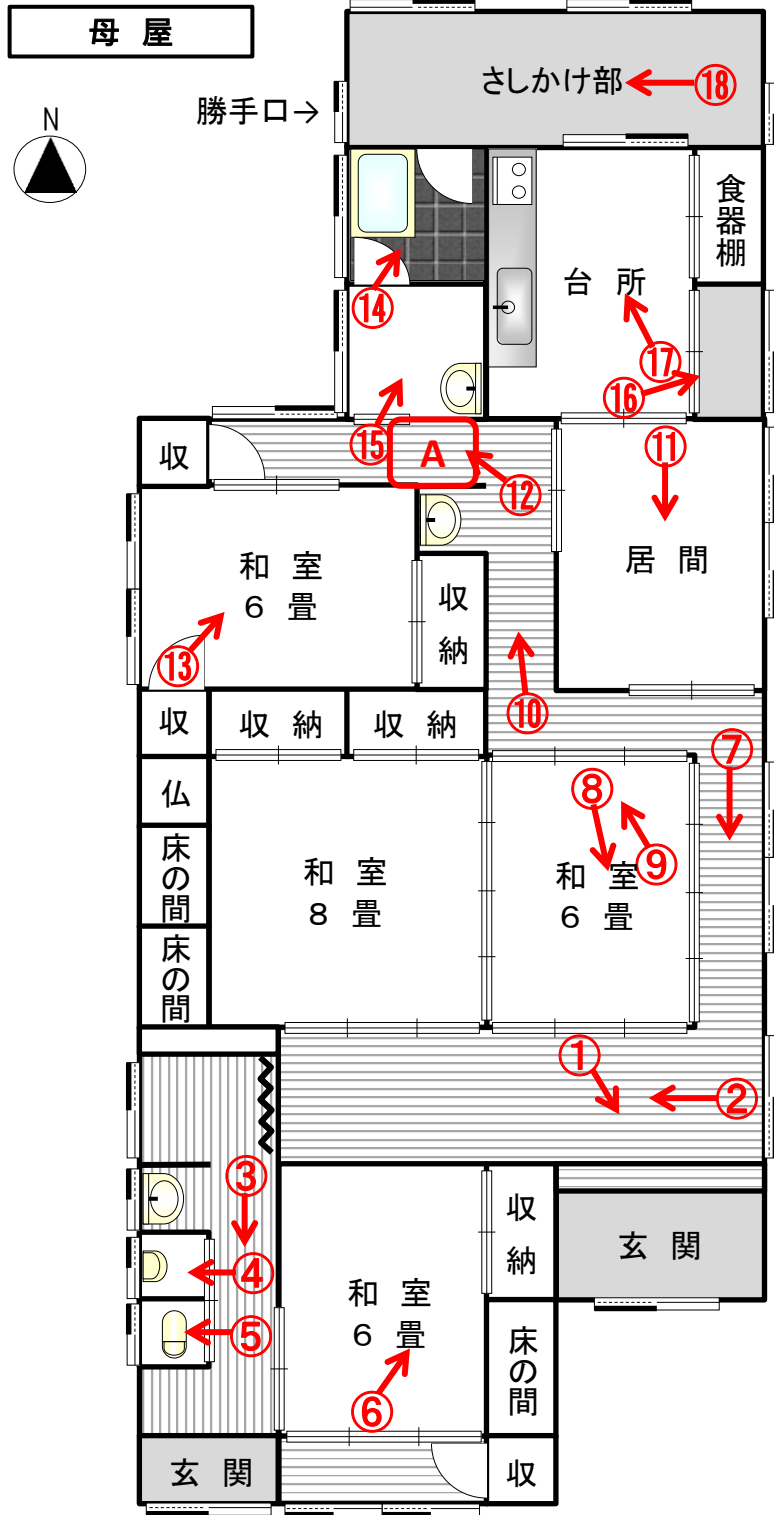 母 屋
N
勝手口→
さしかけ部
⑱
食器棚
台 所
⑭
⑰
⑯
⑮
A
⑫
⑪
収
居 間
和 室
6 畳
収
納
⑬
⑩
収
収 納
収 納
⑦
仏
⑧
⑨
床の間
和 室
8 畳
和 室
6 畳
床の間
①
②
③
収
納
玄 関
④
和 室
6 畳
⑤
床の間
⑥
玄 関
収